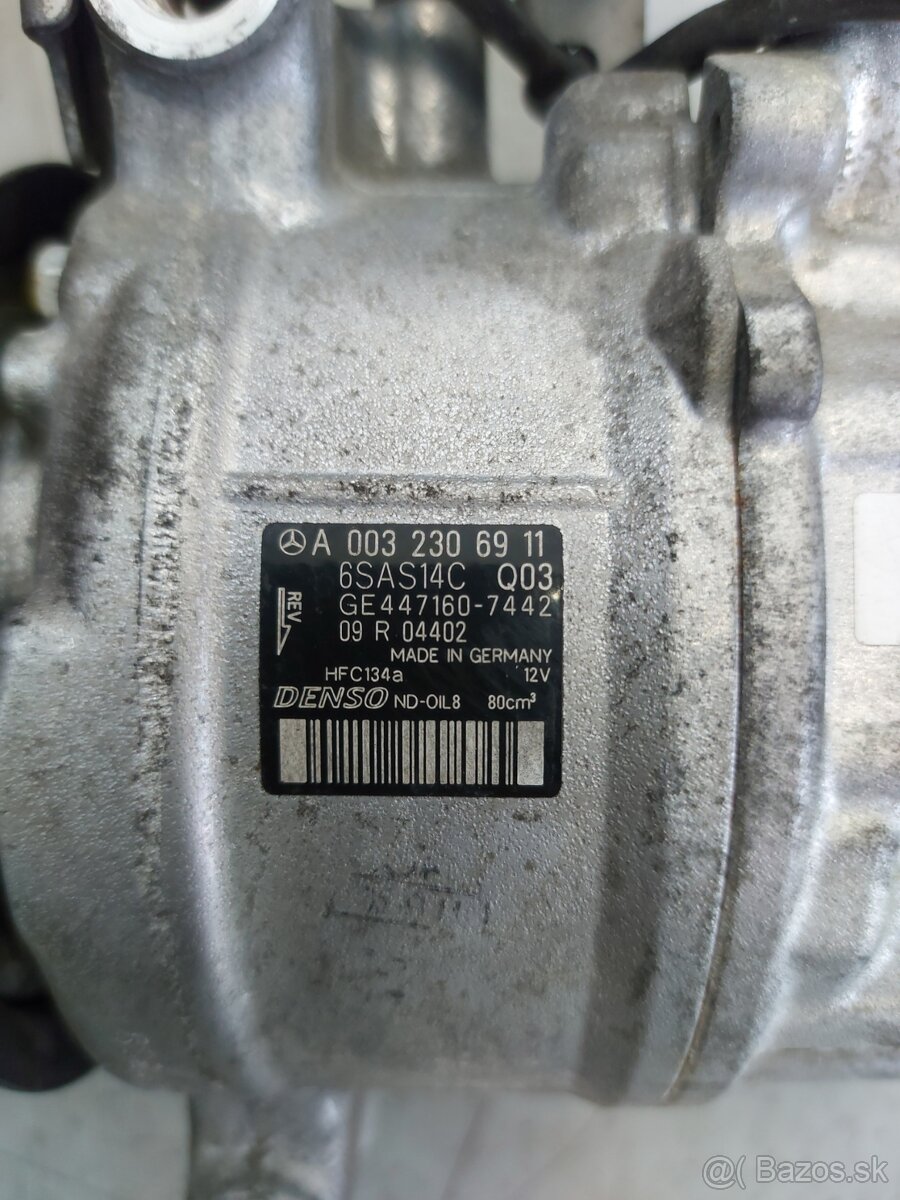 A 003 230 69 11
6SAS14C Q03
GE447160-7442
09 R 04402
REV
MADE IN GERMANY
HFC134a 12V
DENSO ND-OIL8 80cm³
@( Bazos.sk